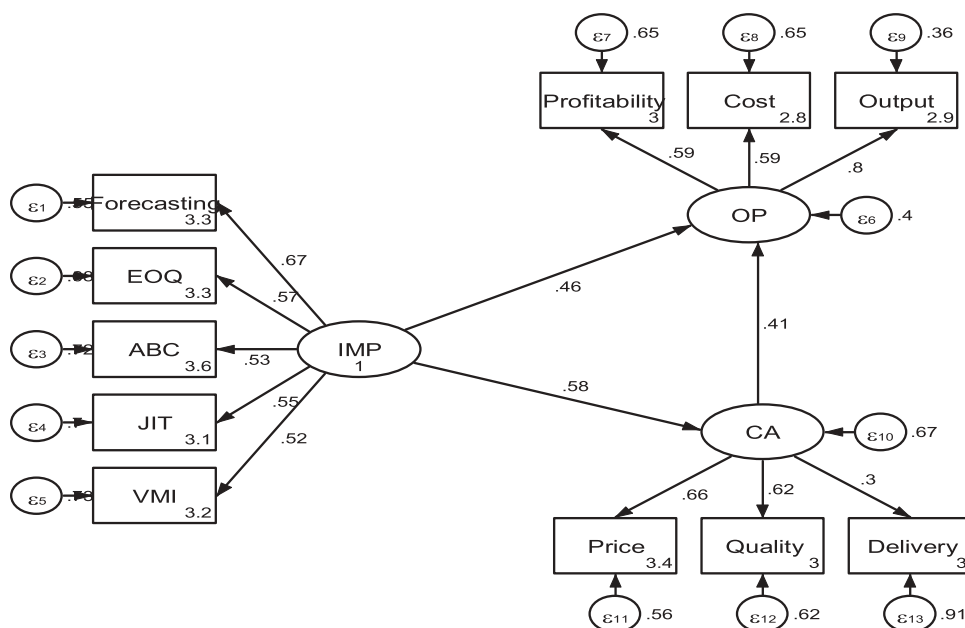 ε7 .65
ε8 .65
ε9 .36
Profitability 3
Cost 2.8
Output 2.9
.59
.59
.8
ε1 Forecasting 3.3
OP
ε6 .4
.67
ε2 EOQ 3.3
.57
.46
ε3 ABC 3.6
.53
IMP 1
.41
.58
ε4 JIT 3.1
.55
.52
CA
ε10 .67
ε5 VMI 3.2
.66
.62
.3
Price 3.4
Quality 3
Delivery 3
ε11 .56
ε12 .62
ε13 .91